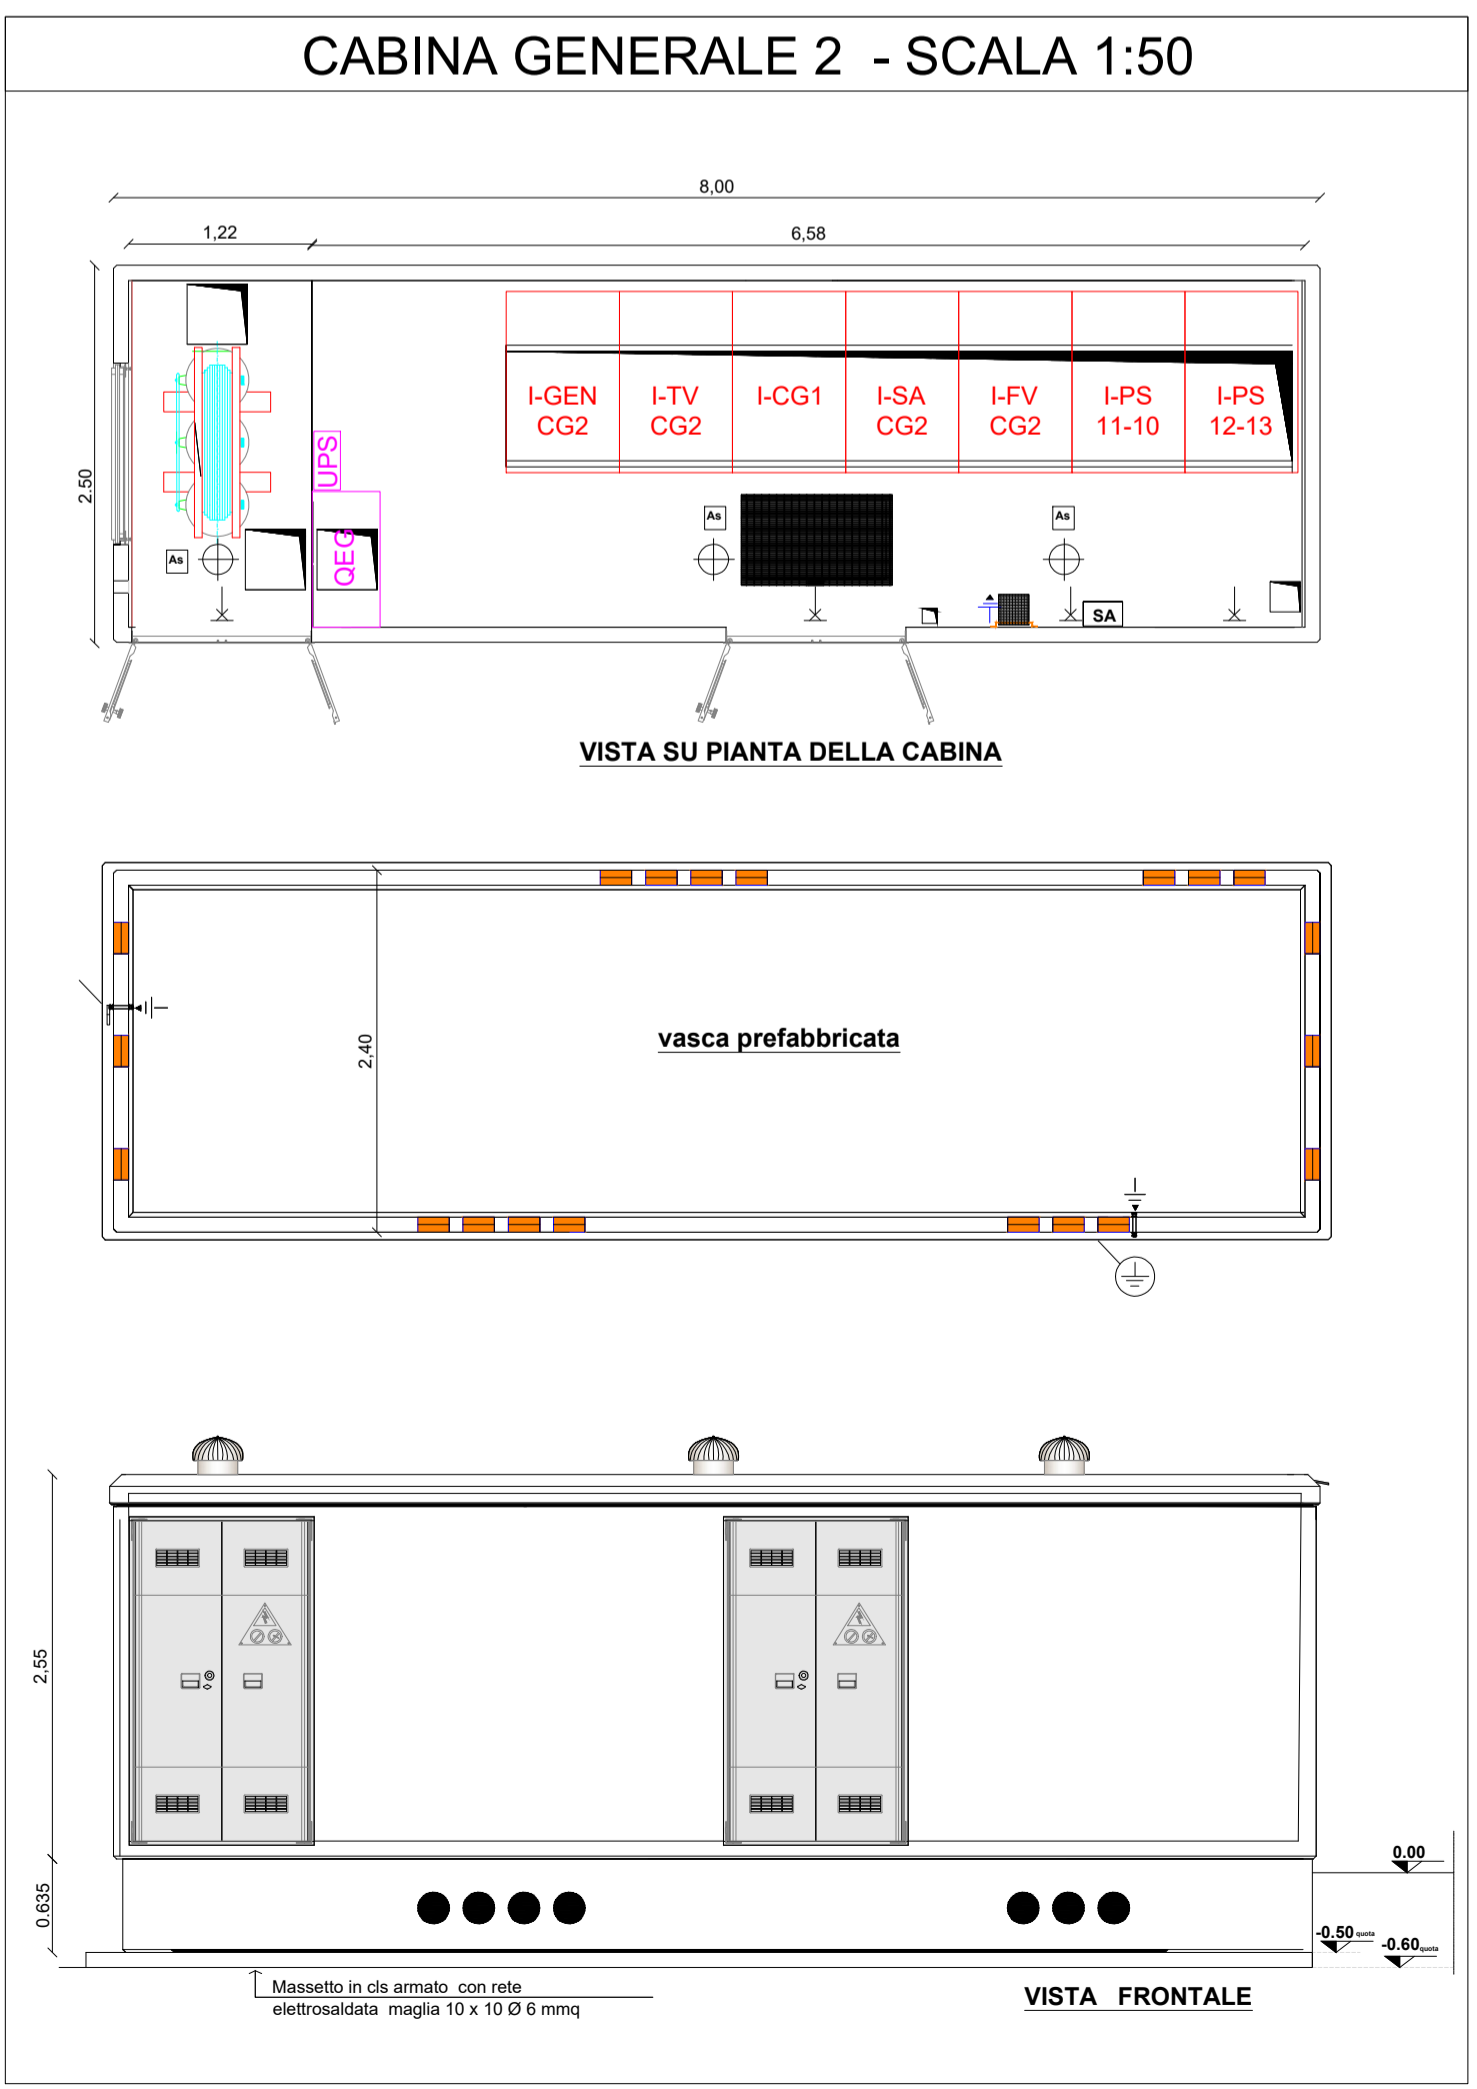 CABINA GENERALE 2 - SCALA 1:50
8,00
1,22
6,58
2.50
I-GEN
CG2
I-TV
CG2
I-CG1
I-SA
CG2
I-FV
CG2
I-PS
11-10
I-PS
12-13
UPS
QEG
As
As
As
SA
VISTA SU PIANTA DELLA CABINA
2,40
vasca prefabbricata
2,55
0.635
0.00
-0.50 quota
-0.60 quota
Massetto in cls armato con rete
elettrosaldata maglia 10 x 10 Ø 6 mmq
VISTA FRONTALE